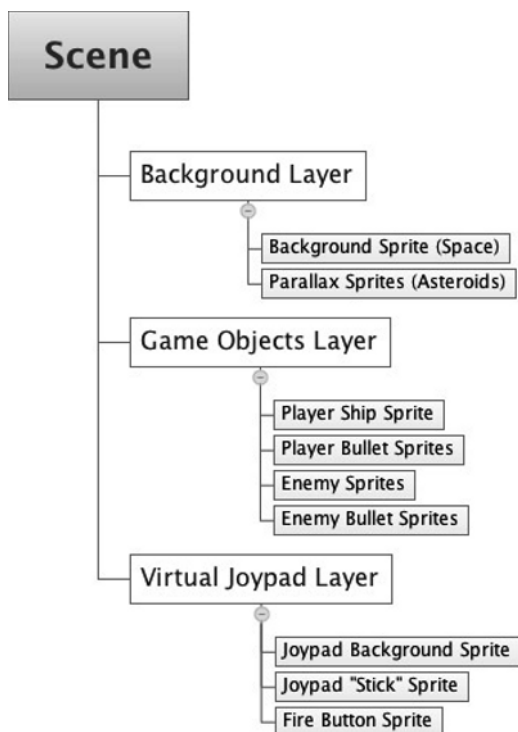 Scene
Background Layer
Background Sprite (Space)
Parallax Sprites (Asteroids)
Game Objects Layer
Player Ship Sprite
Player Bullet Sprites
Enemy Sprites
Enemy Bullet Sprites
Virtual Joypad Layer
Joypad Background Sprite
Joypad "Stick" Sprite
Fire Button Sprite